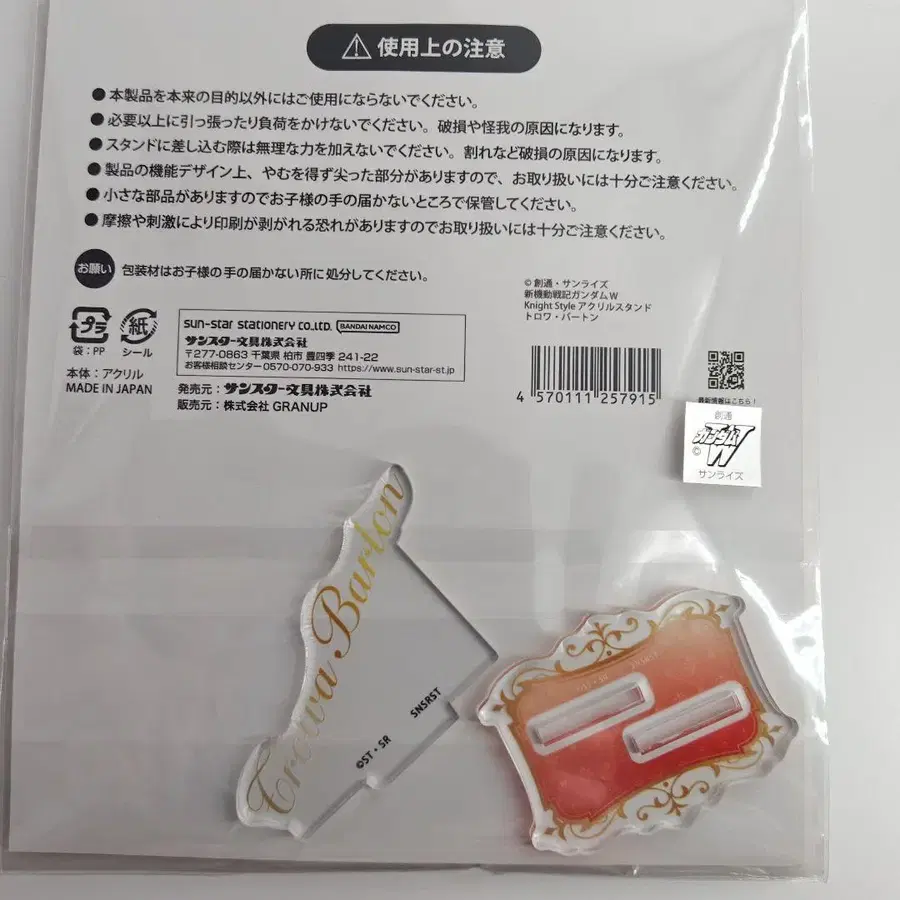 使用上の注意
●本製品を本来の目的以外にはご使用にならないでください。
●必要以上に引っ張ったり負荷をかけないでください。破損や怪我の原因になります。
●スタンドに差し込む際は無理な力を加えないでください。割れなど破損の原因になります。
●製品の機能デザイン上、やむを得ず尖った部分がありますので、お取り扱いには十分ご注意ください。
●小さな部品がありますのでお子様の手の届かないところで保管してください。
●摩擦や刺激により印刷が剥がれる恐れがありますのでお取り扱いには十分ご注意ください。
お願い 包装材はお子様の手の届かない所に処分してください。
© 創通・サンライズ
新機動戦記ガンダムW
Knight Style アクリルスタンド
トロワ・バートン
プラ 紙
袋:PP シール
本体:アクリル
MADE IN JAPAN
sun-star stationery co.,ltd. BANDAI NAMCO
サンスター文具株式会社
〒277-0863 千葉県 柏市 豊四季 241-22
お客様相談センター 0570-070-933 https://www.sun-star-st.jp/
発売元:サンスター文具株式会社
販売元:株式会社 GRANUP
4 570111 257915
最新情報はこちら!
創通
©ガンダムW
サンライズ
Trowa Barton
©ST・SR SNSRST
©ST・SR SNSRST